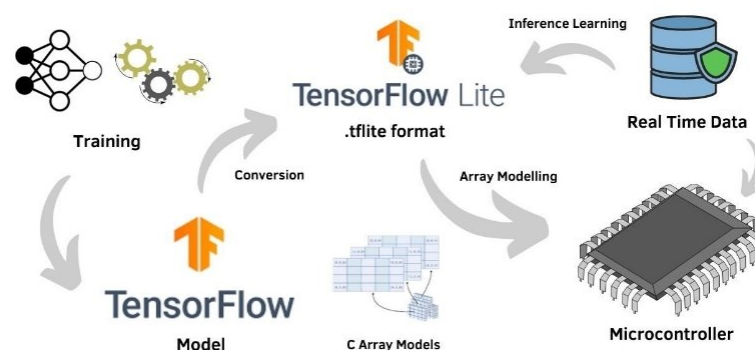 Inference Learning
TensorFlow Lite
.tflite format
Real Time Data
Training
Conversion
Array Modelling
TensorFlow
Model
C Array Models
Microcontroller